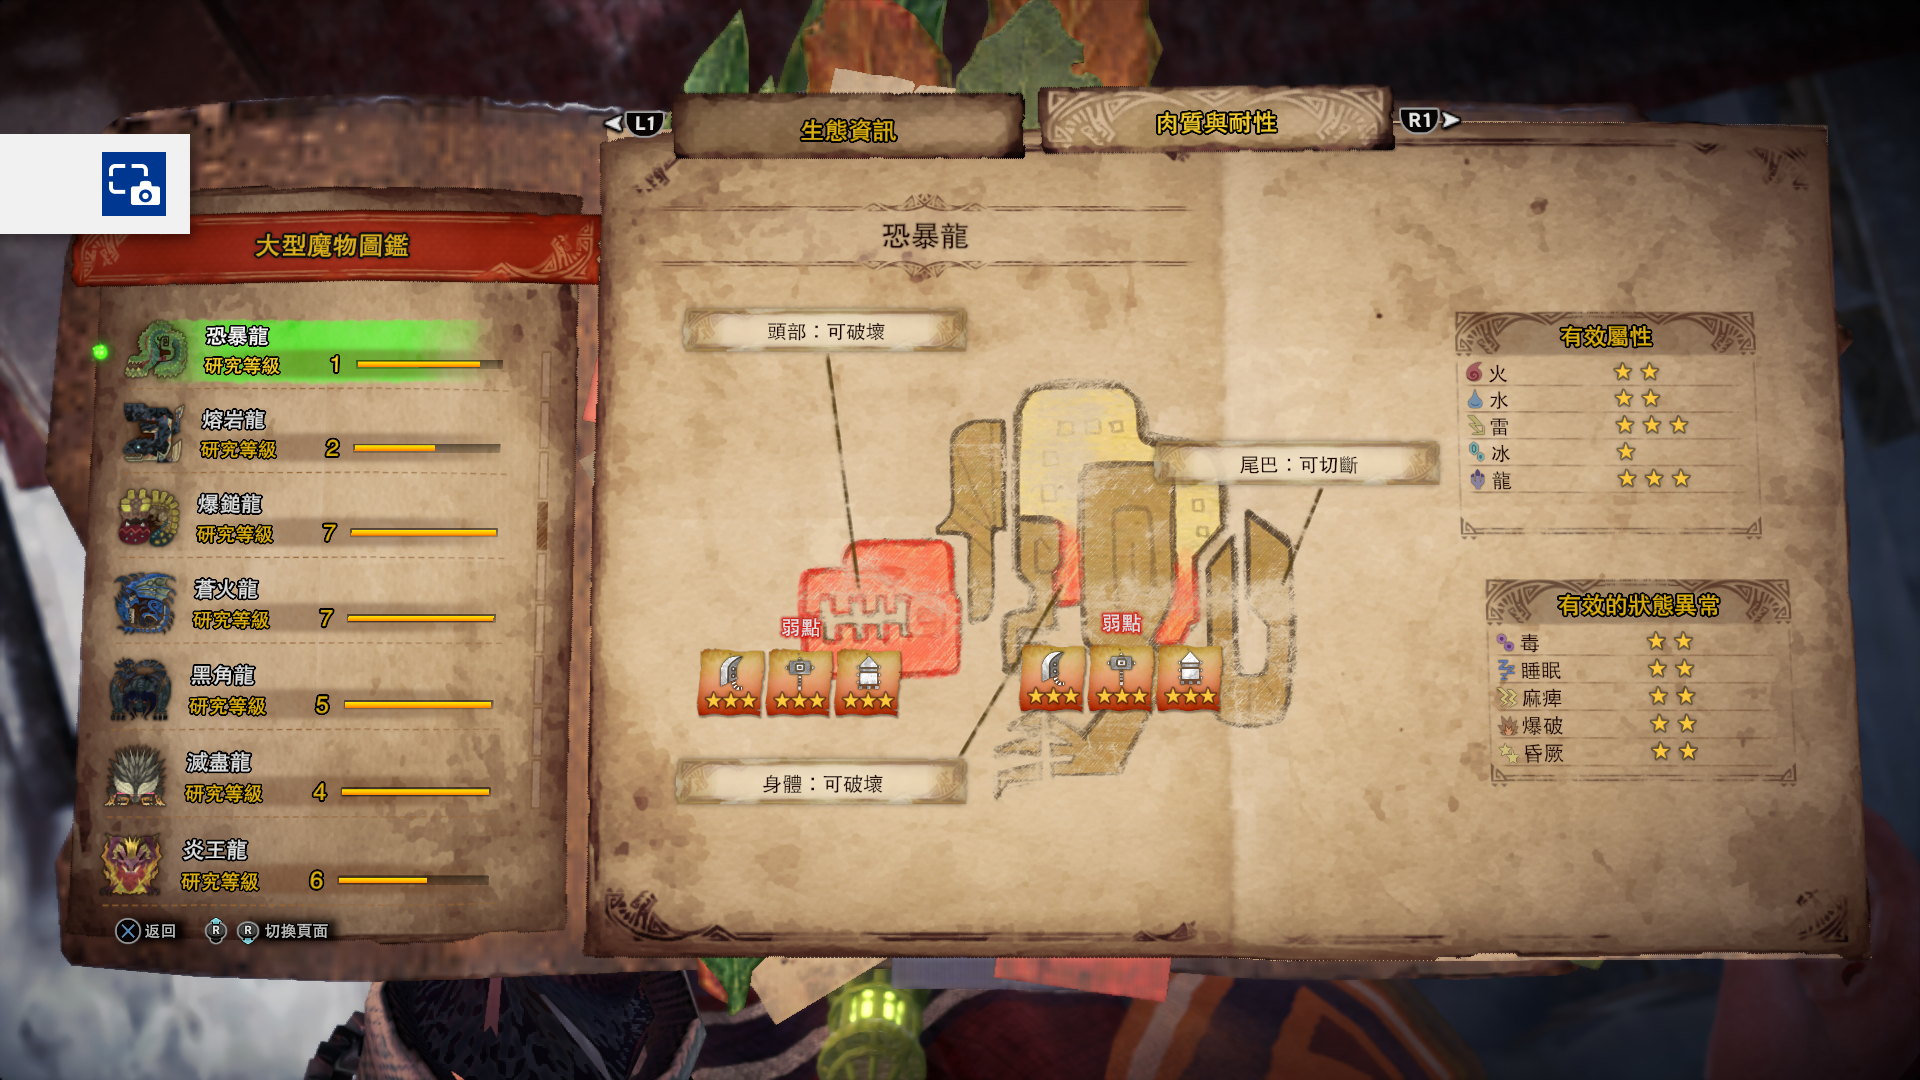 L1
生態資訊
肉質與耐性
R1
大型魔物圖鑑
恐暴龍
研究等級 1
熔岩龍
研究等級 2
爆鎚龍
研究等級 7
蒼火龍
研究等級 7
黑角龍
研究等級 5
滅盡龍
研究等級 4
炎王龍
研究等級 6
返回
R
R
切換頁面
恐暴龍
頭部：可破壞
尾巴：可切斷
弱點
弱點
身體：可破壞
有效屬性
火
水
雷
冰
龍
有效的狀態異常
毒
睡眠
麻痺
爆破
昏厥